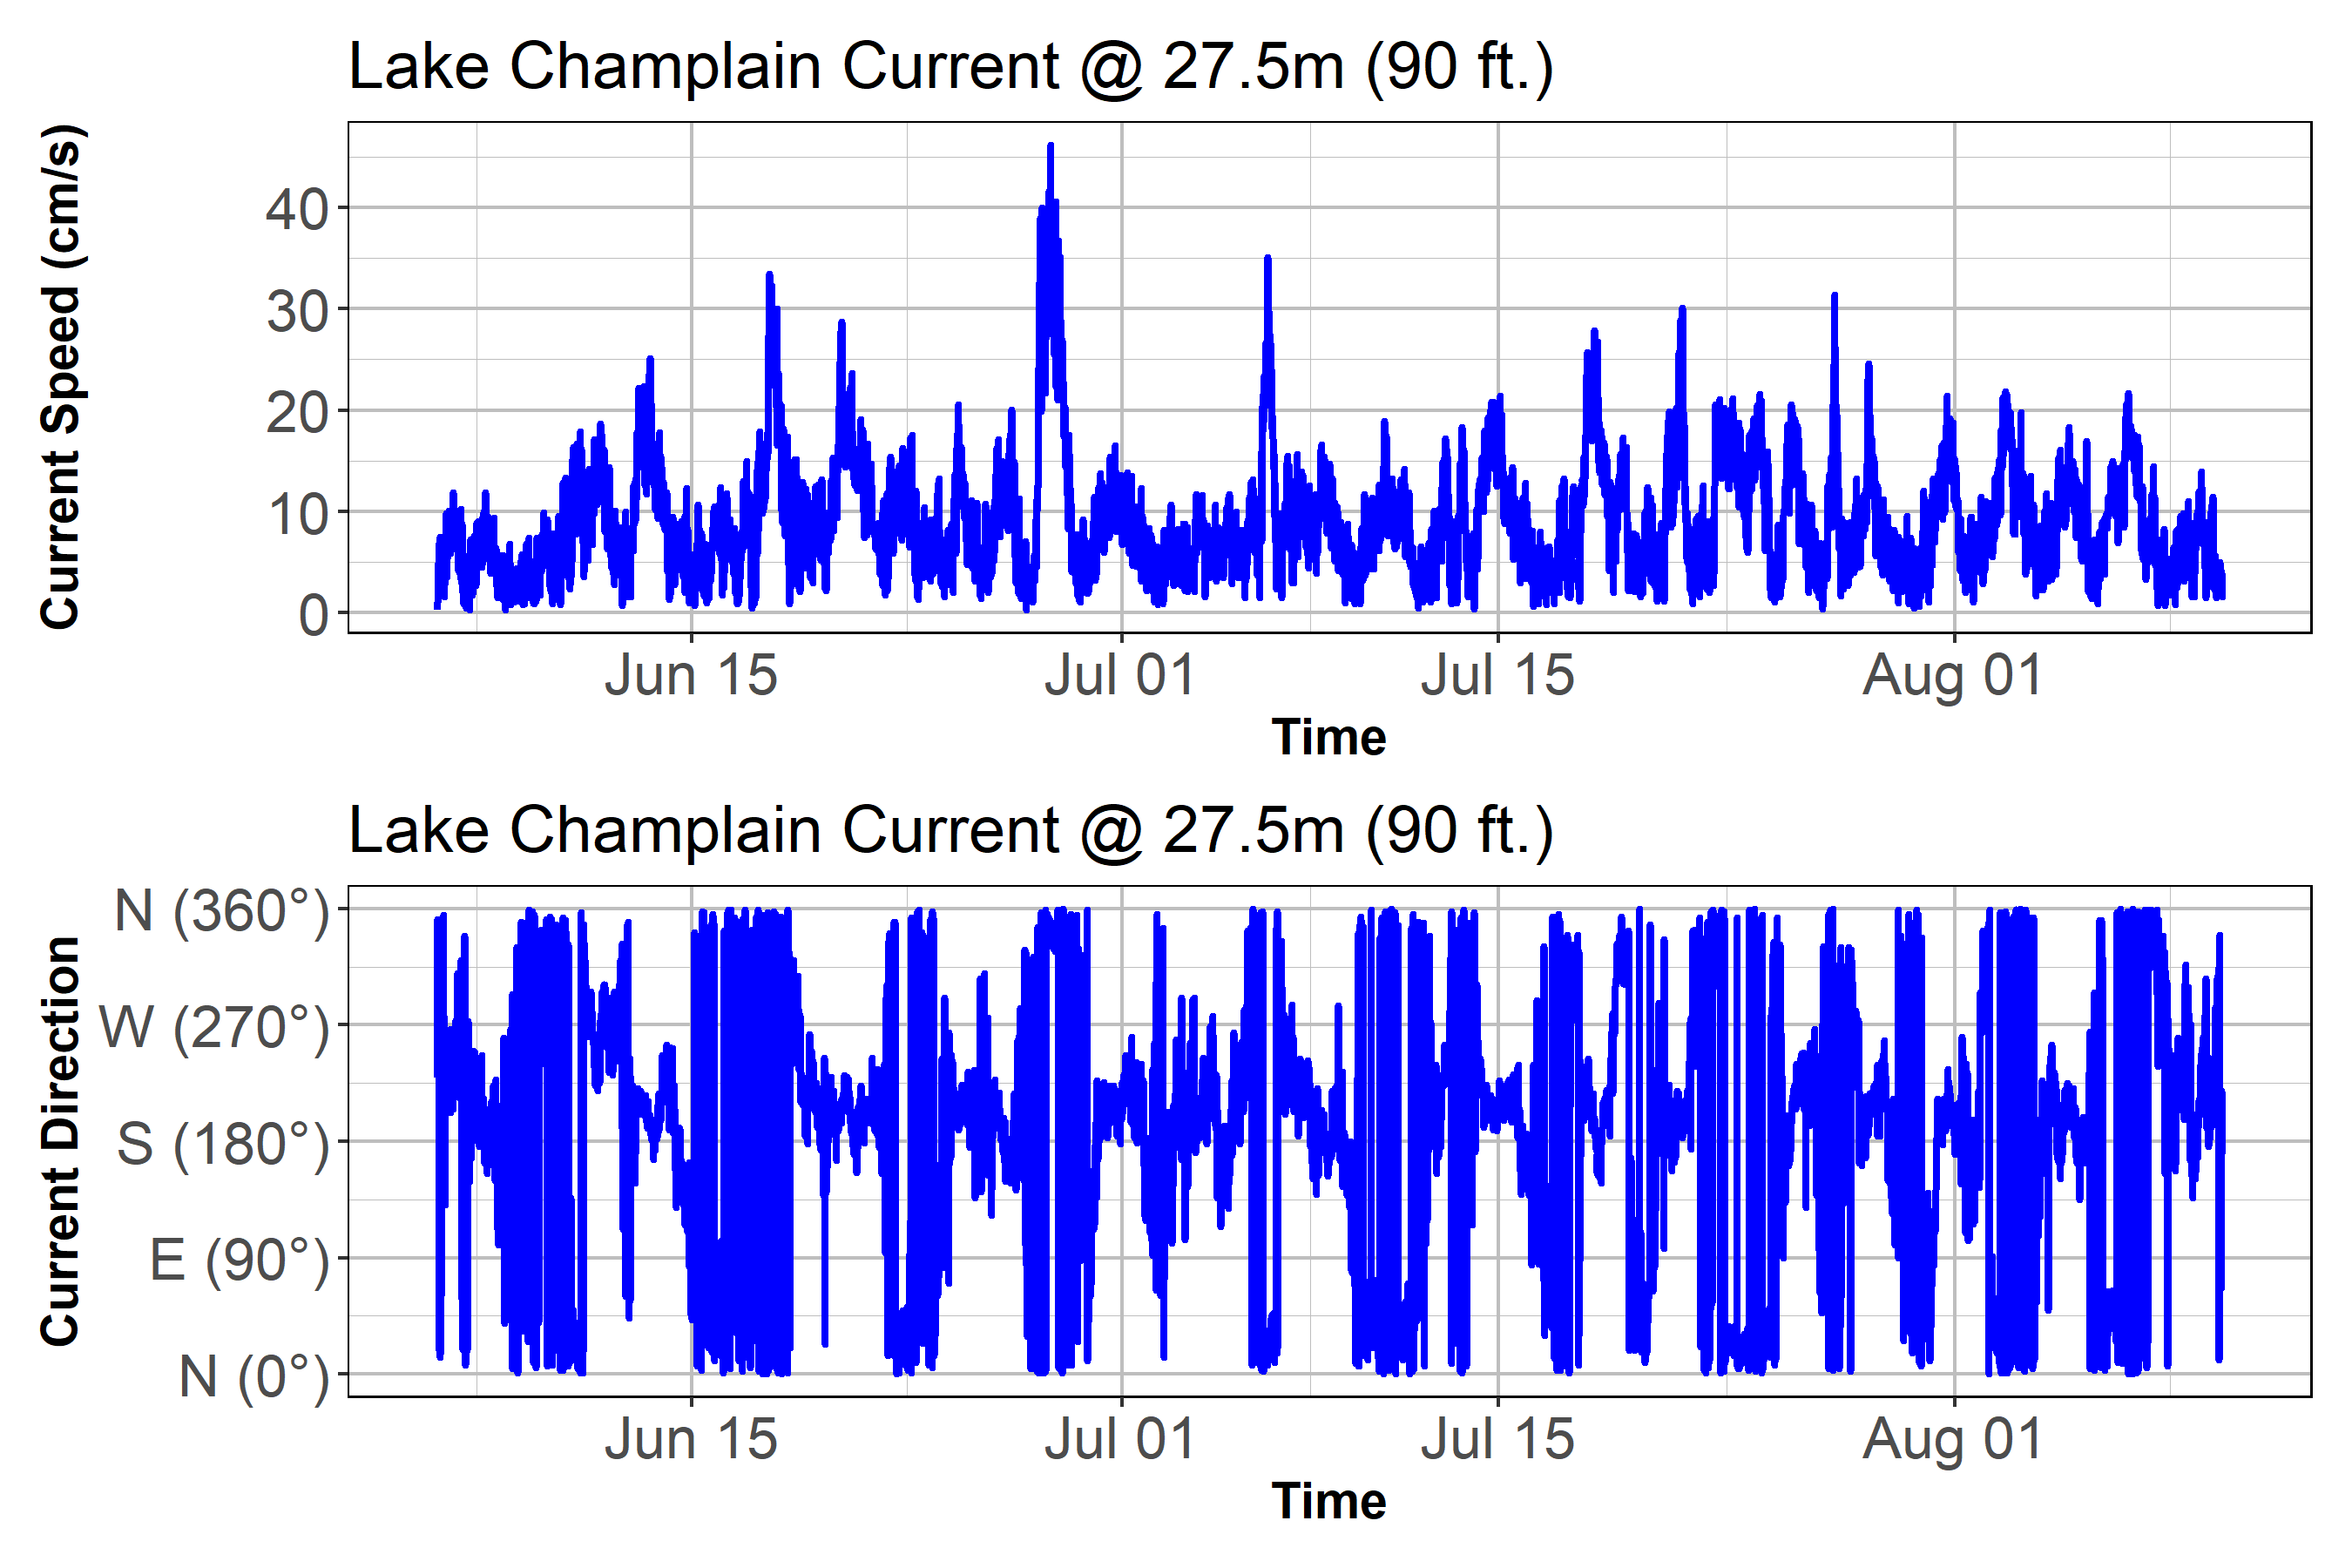 Lake Champlain Current @ 27.5m (90 ft.)
Current Speed (cm/s)
40
30
20
10
0
Jun 15
Jul 01
Jul 15
Aug 01
Time
Lake Champlain Current @ 27.5m (90 ft.)
Current Direction
N (360°)
W (270°)
S (180°)
E (90°)
N (0°)
Jun 15
Jul 01
Jul 15
Aug 01
Time